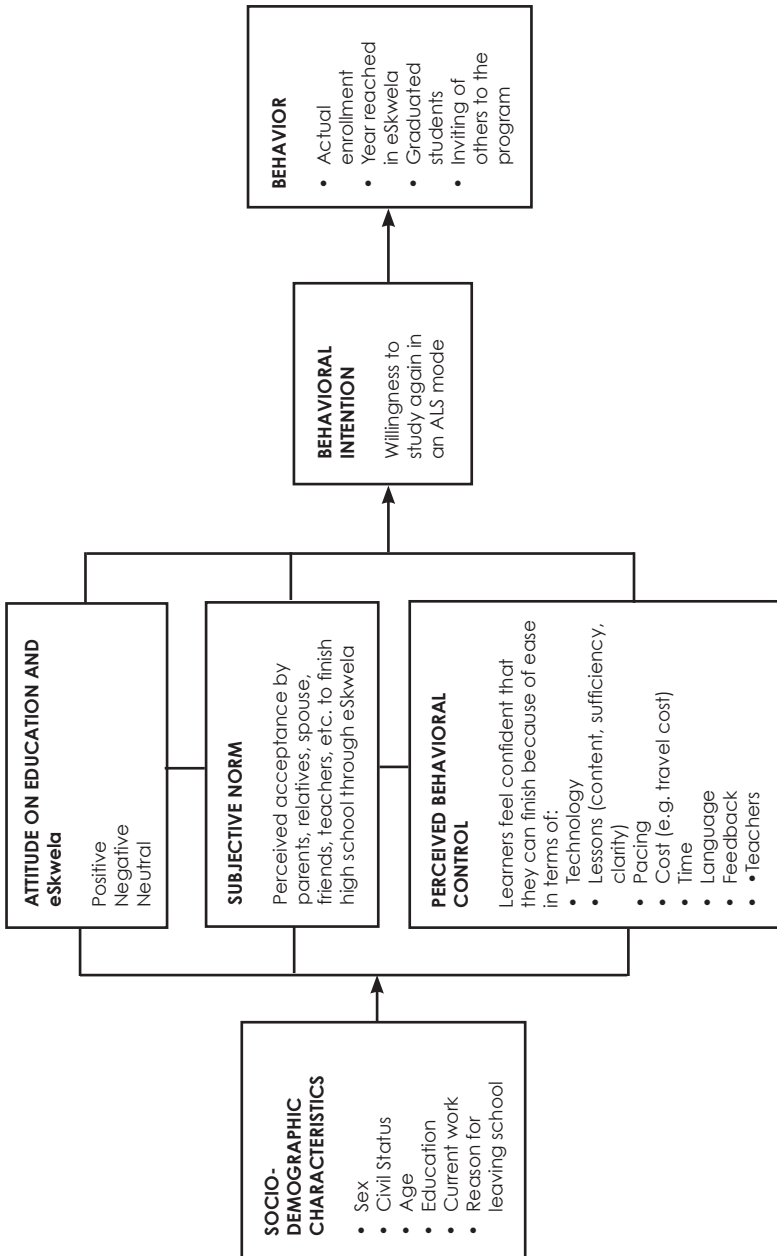 SOCIO-
DEMOGRAPHIC
CHARACTERISTICS
• Sex
• Civil Status
• Age
• Education
• Current work
• Reason for
leaving school
ATTITUDE ON EDUCATION AND
eSkwela
Positive
Negative
Neutral
SUBJECTIVE NORM
Perceived acceptance by
parents, relatives, spouse,
friends, teachers, etc. to finish
high school through eSkwela
PERCEIVED BEHAVIORAL
CONTROL
Learners feel confident that
they can finish because of ease
in terms of:
• Technology
• Lessons (content, sufficiency,
clarity)
• Pacing
• Cost (e.g. travel cost)
• Time
• Language
• Feedback
• •Teachers
BEHAVIORAL
INTENTION
Willingness to
study again in
an ALS mode
BEHAVIOR
• Actual
enrollment
• Year reached
in eSkwela
• Graduated
students
• Inviting of
others to the
program